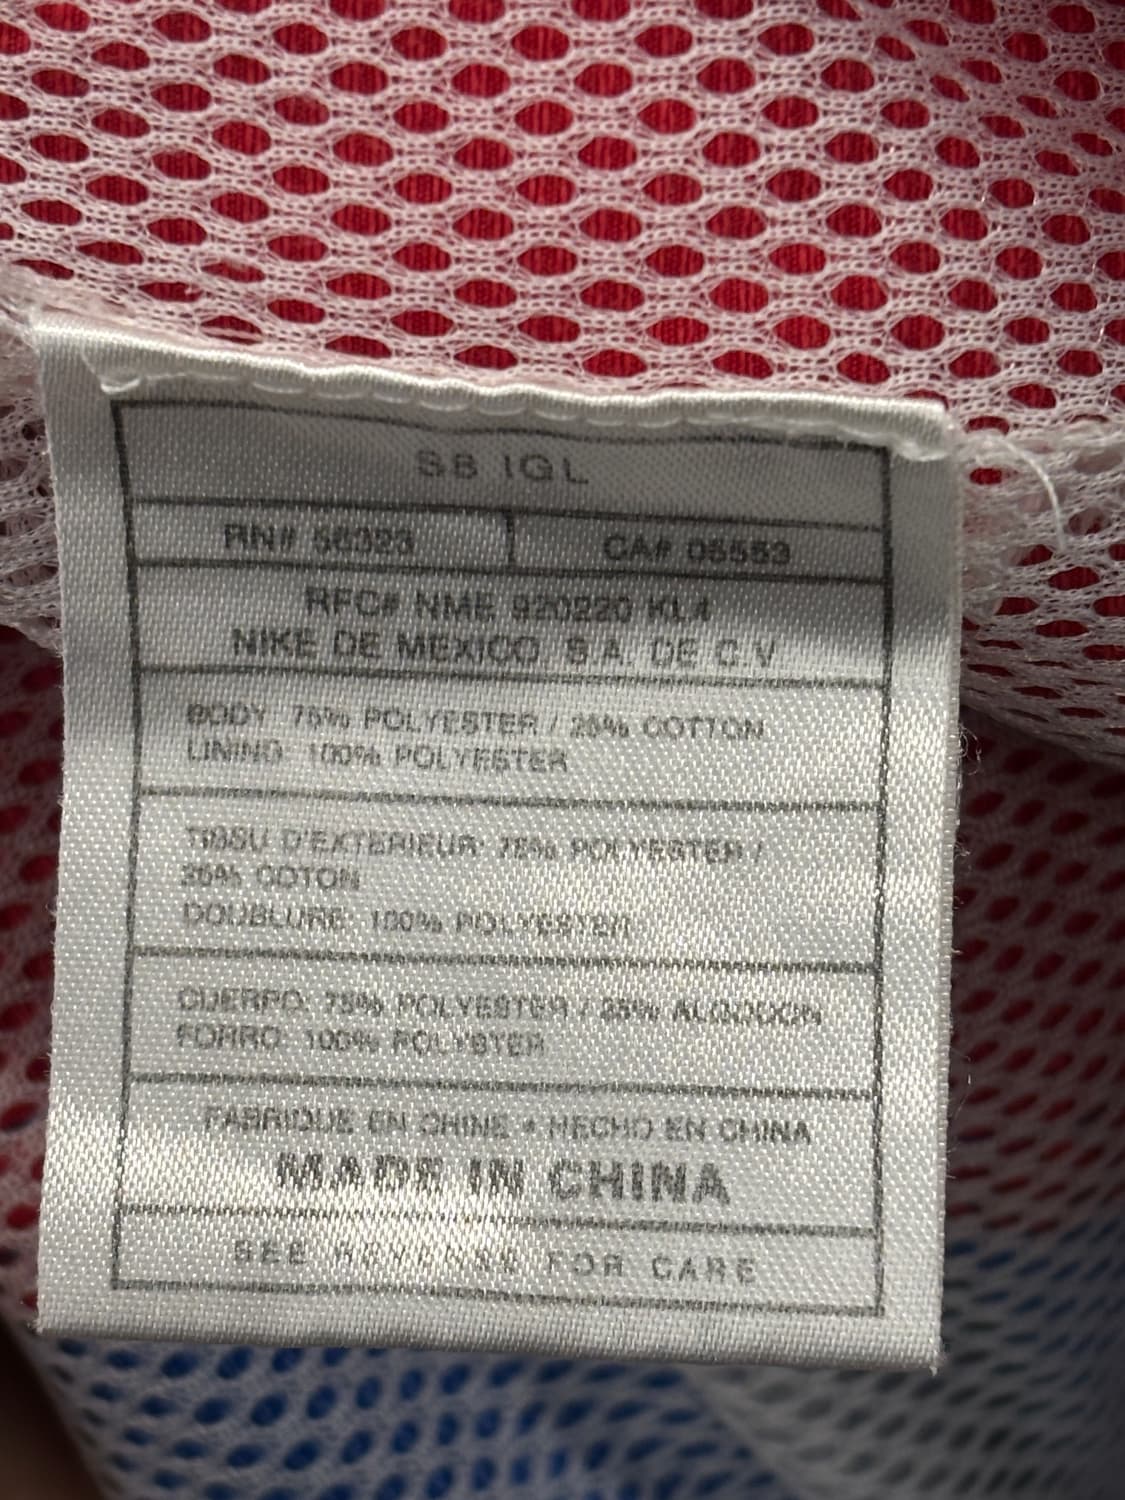 SB IGL
RN# 56323 CA# 05553
RFC# NME 920220 KL4
NIKE DE MEXICO S.A. DE C.V
BODY: 75% POLYESTER / 25% COTTON
LINING: 100% POLYESTER
TISSU D'EXTERIEUR: 75% POLYESTER /
25% COTON
DOUBLURE: 100% POLYESTER
CUERPO: 75% POLYESTER / 25% ALGODON
FORRO: 100% POLYSTER
FABRIQUE EN CHINE • HECHO EN CHINA
MADE IN CHINA
SEE REVERSE FOR CARE